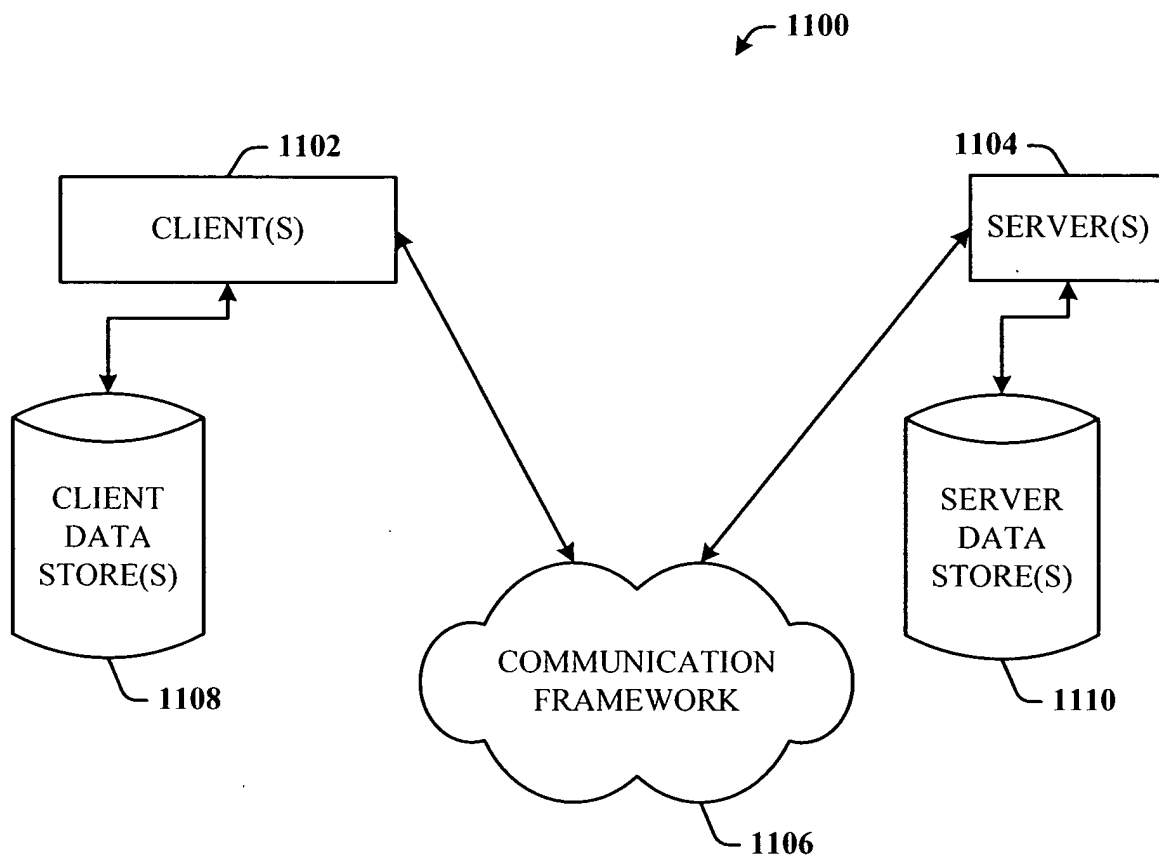 1100
1102
1104
CLIENT(S)
SERVER(S)
CLIENT
DATA
STORE(S)
SERVER
DATA
STORE(S)
COMMUNICATION
FRAMEWORK
1108
1110
1106